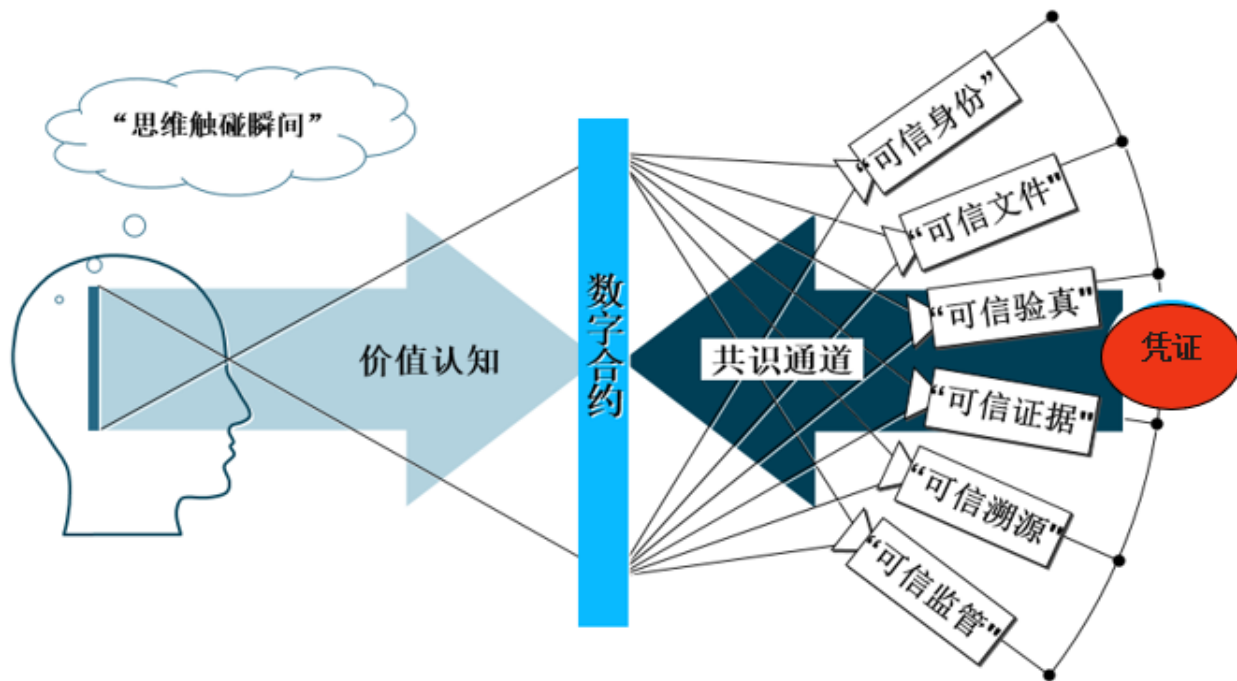 “思维触碰瞬间”
价值认知
数字合约
共识通道
“可信身份”
“可信文件”
“可信验真”
“可信证据”
“可信溯源”
“可信监管”
凭证